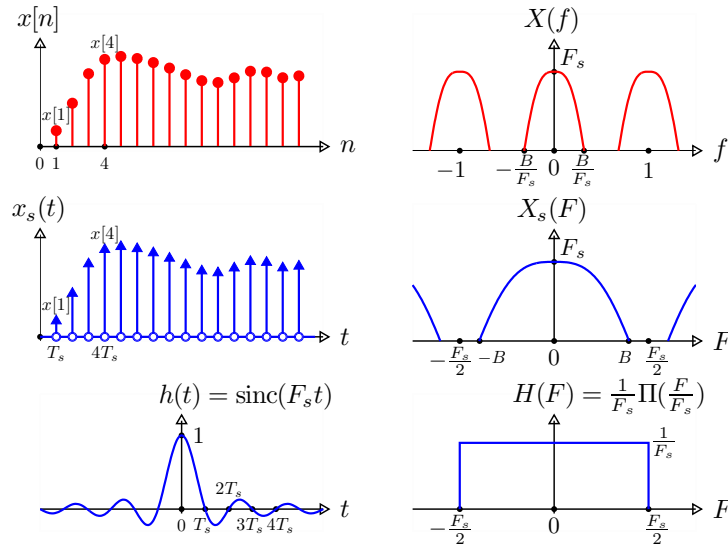 x[n]
x[4]
x[1]
0 1 4 n
X(f)
F_s
−1 −B/F_s 0 B/F_s 1 f
x_s(t)
x[4]
x[1]
T_s 4T_s t
X_s(F)
F_s
−F_s/2 −B 0 B F_s/2 F
h(t) = sinc(F_s t)
1
2T_s
0 T_s 3T_s 4T_s t
H(F) = 1/F_s Π(F/F_s)
1/F_s
−F_s/2 0 F_s/2 F